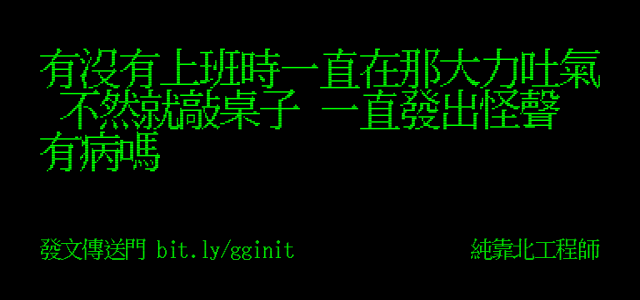 有沒有上班時一直在那大力吐氣
不然就敲桌子 一直發出怪聲
有病嗎
發文傳送門 bit.ly/gginit 純靠北工程師